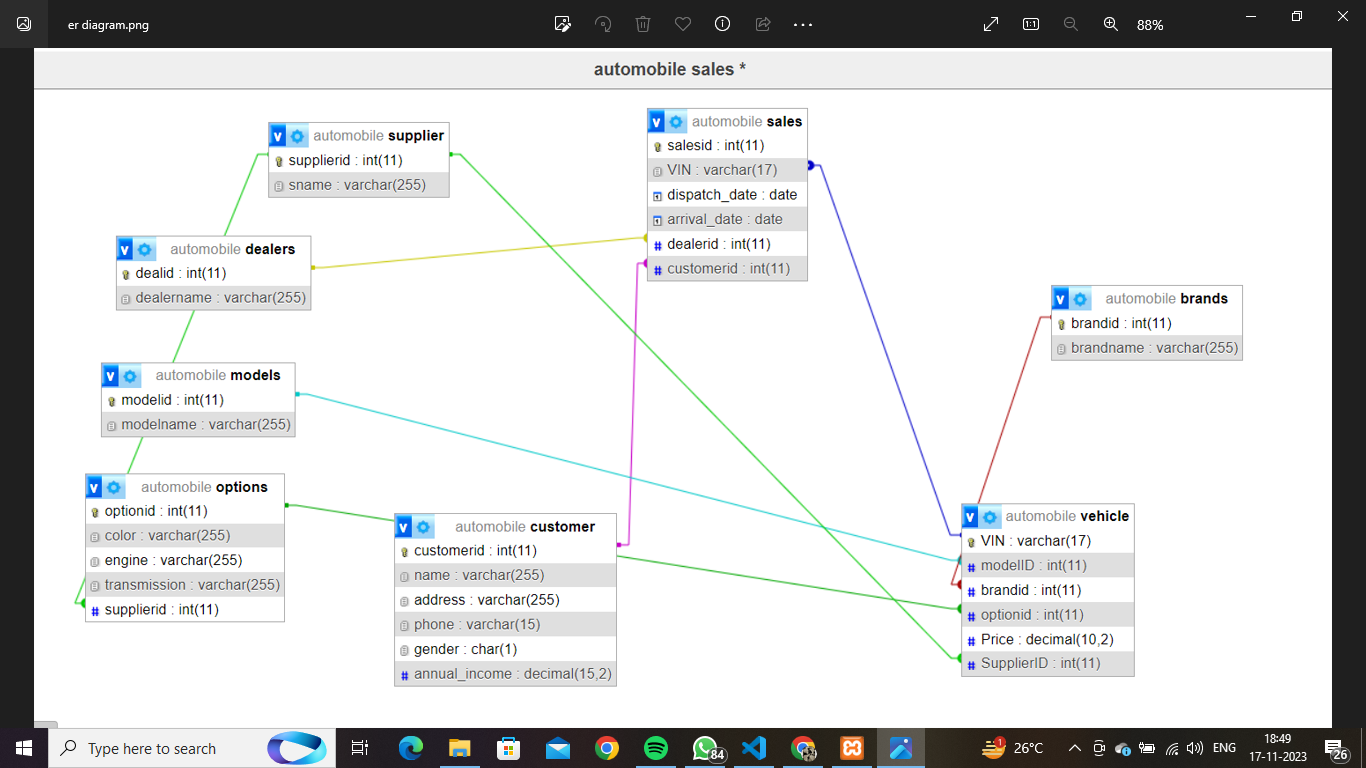 er diagram.png
88%
automobile sales *
automobile supplier
supplierid : int(11)
sname : varchar(255)
automobile sales
salesid : int(11)
VIN : varchar(17)
dispatch_date : date
arrival_date : date
dealerid : int(11)
customerid : int(11)
automobile dealers
dealid : int(11)
dealername : varchar(255)
automobile brands
brandid : int(11)
brandname : varchar(255)
automobile models
modelid : int(11)
modelname : varchar(255)
automobile options
optionid : int(11)
color : varchar(255)
engine : varchar(255)
transmission : varchar(255)
supplierid : int(11)
automobile customer
customerid : int(11)
name : varchar(255)
address : varchar(255)
phone : varchar(15)
gender : char(1)
annual_income : decimal(15,2)
automobile vehicle
VIN : varchar(17)
modelID : int(11)
brandid : int(11)
optionid : int(11)
Price : decimal(10,2)
SupplierID : int(11)
Type here to search
84
1
26°C
ENG
18:49
17-11-2023
26